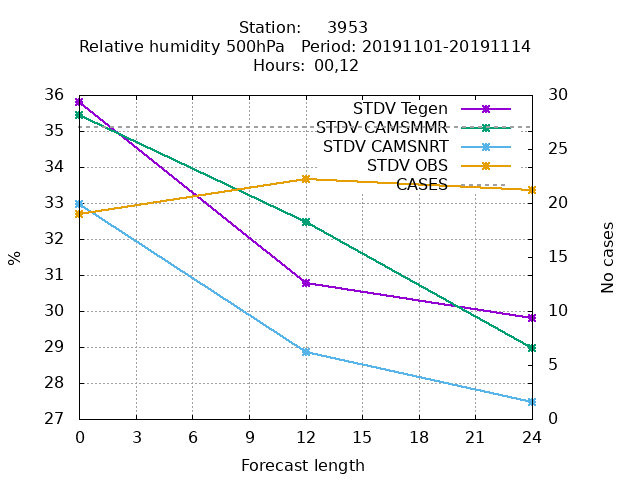 Station: 3953
Relative humidity 500hPa Period: 20191101-20191114
Hours: 00,12
36
35
34
33
32
31
30
29
28
27
%
30
25
20
15
10
5
0
No cases
STDV Tegen
STDV CAMSMMR
STDV CAMSNRT
STDV OBS
CASES
0 3 6 9 12 15 18 21 24
Forecast length